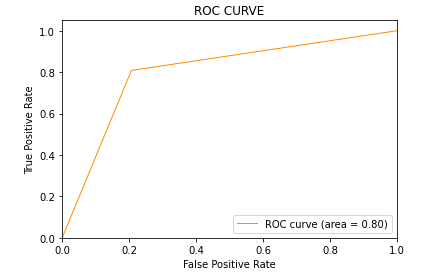 ROC CURVE
1.0
0.8
0.6
0.4
0.2
0.0
True Positive Rate
ROC curve (area = 0.80)
0.0 0.2 0.4 0.6 0.8 1.0
False Positive Rate